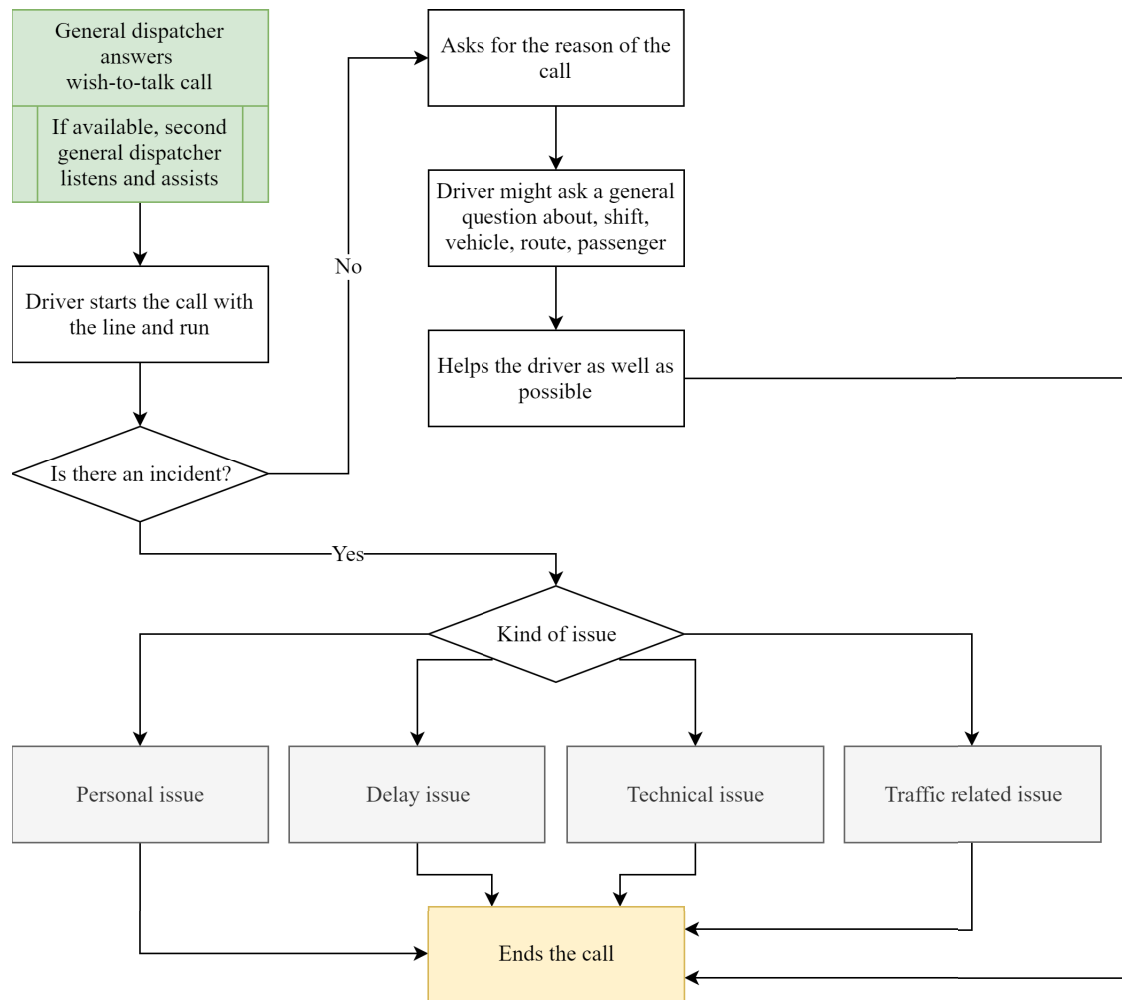 General dispatcher
answers
wish-to-talk call
If available, second
general dispatcher
listens and assists
Driver starts the call with
the line and run
Is there an incident?
No
Asks for the reason of the
call
Driver might ask a general
question about, shift,
vehicle, route, passenger
Helps the driver as well as
possible
Yes
Kind of issue
Personal issue
Delay issue
Technical issue
Traffic related issue
Ends the call